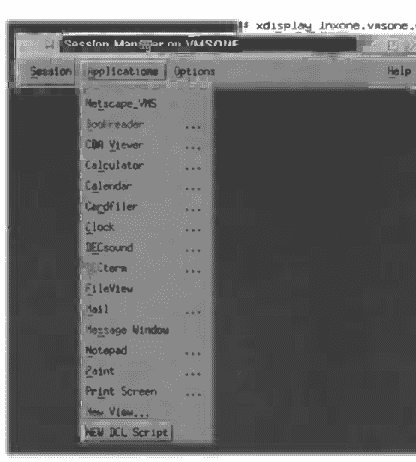 $ xdisplay lnxone.vmsone.
Session Manager on VMSONE
Session Applications Options Help
Netscape_VMS
Bookreader ...
CDA Viewer ...
Calculator ...
Calendar ...
Cardfiler ...
Clock ...
DECsound ...
DECterm ...
FileView
Mail ...
Message Window
Notepad ...
Paint ...
Print Screen ...
New View...
NEW DCL Script